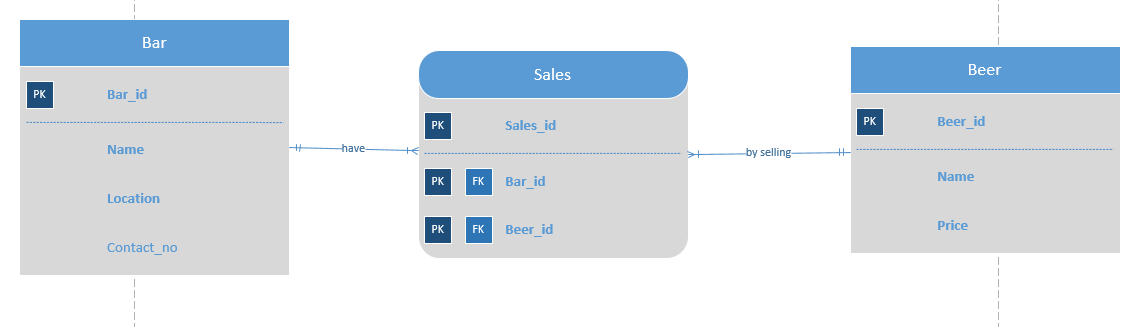 Bar
PK Bar_id
Name
Location
Contact_no
have
Sales
PK Sales_id
PK FK Bar_id
PK FK Beer_id
by selling
Beer
PK Beer_id
Name
Price